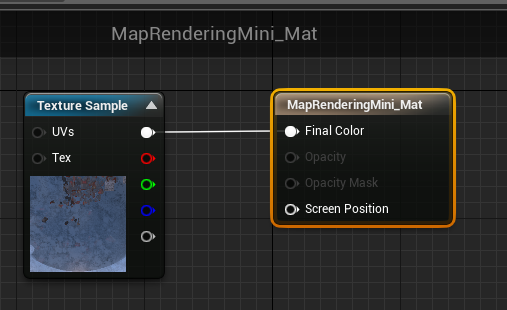 MapRenderingMini_Mat
Texture Sample
UVs
Tex
MapRenderingMini_Mat
Final Color
Opacity
Opacity Mask
Screen Position